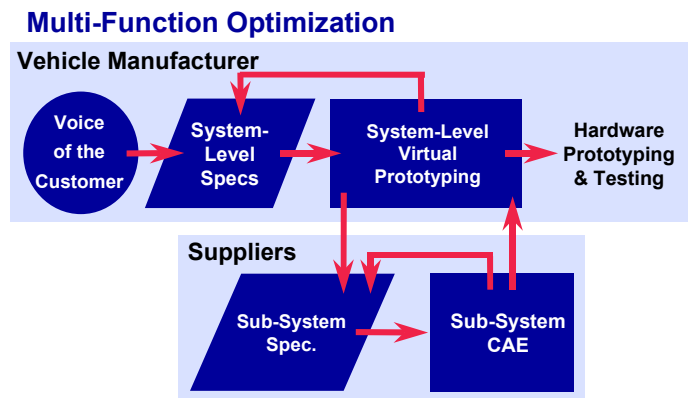 Multi-Function Optimization
Vehicle Manufacturer
Voice
of the
Customer
System-
Level
Specs
System-Level
Virtual
Prototyping
Hardware
Prototyping
& Testing
Suppliers
Sub-System
Spec.
Sub-System
CAE